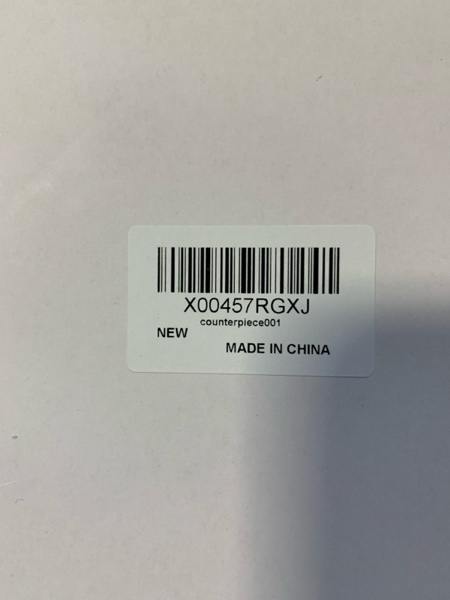 X00457RGXJ
counterpiece001
NEW
MADE IN CHINA